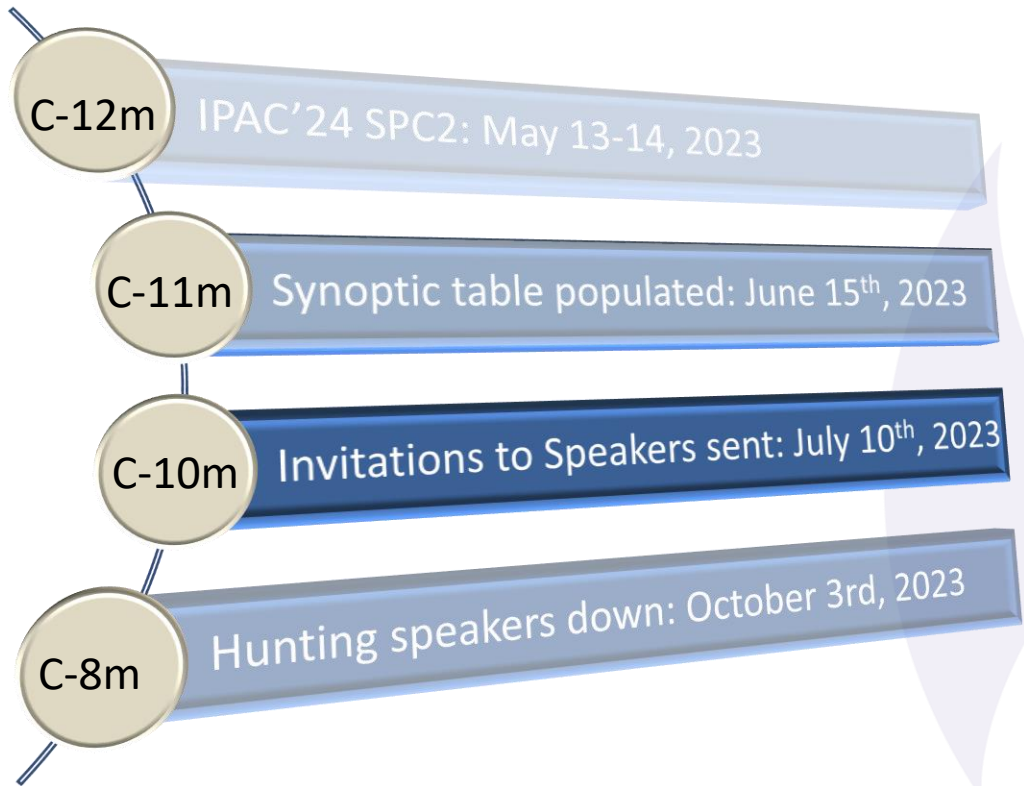 C-12m
IPAC’24 SPC2: May 13-14, 2023
C-11m
Synoptic table populated: June 15th, 2023
C-10m
Invitations to Speakers sent: July 10th, 2023
C-8m
Hunting speakers down: October 3rd, 2023